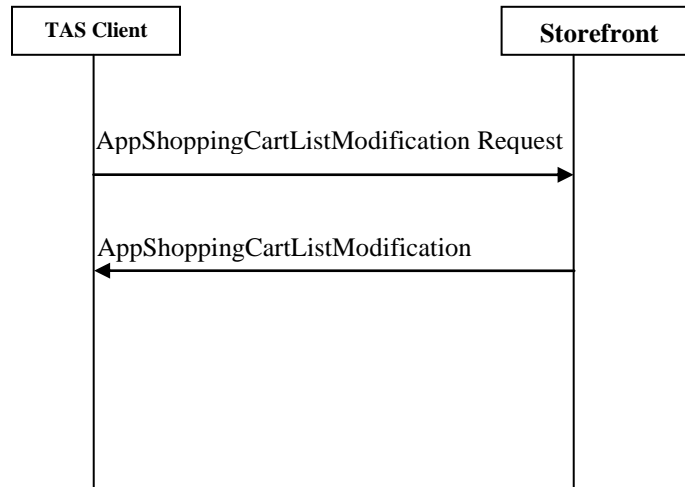 TAS Client
Storefront
AppShoppingCartListModification Request
AppShoppingCartListModification